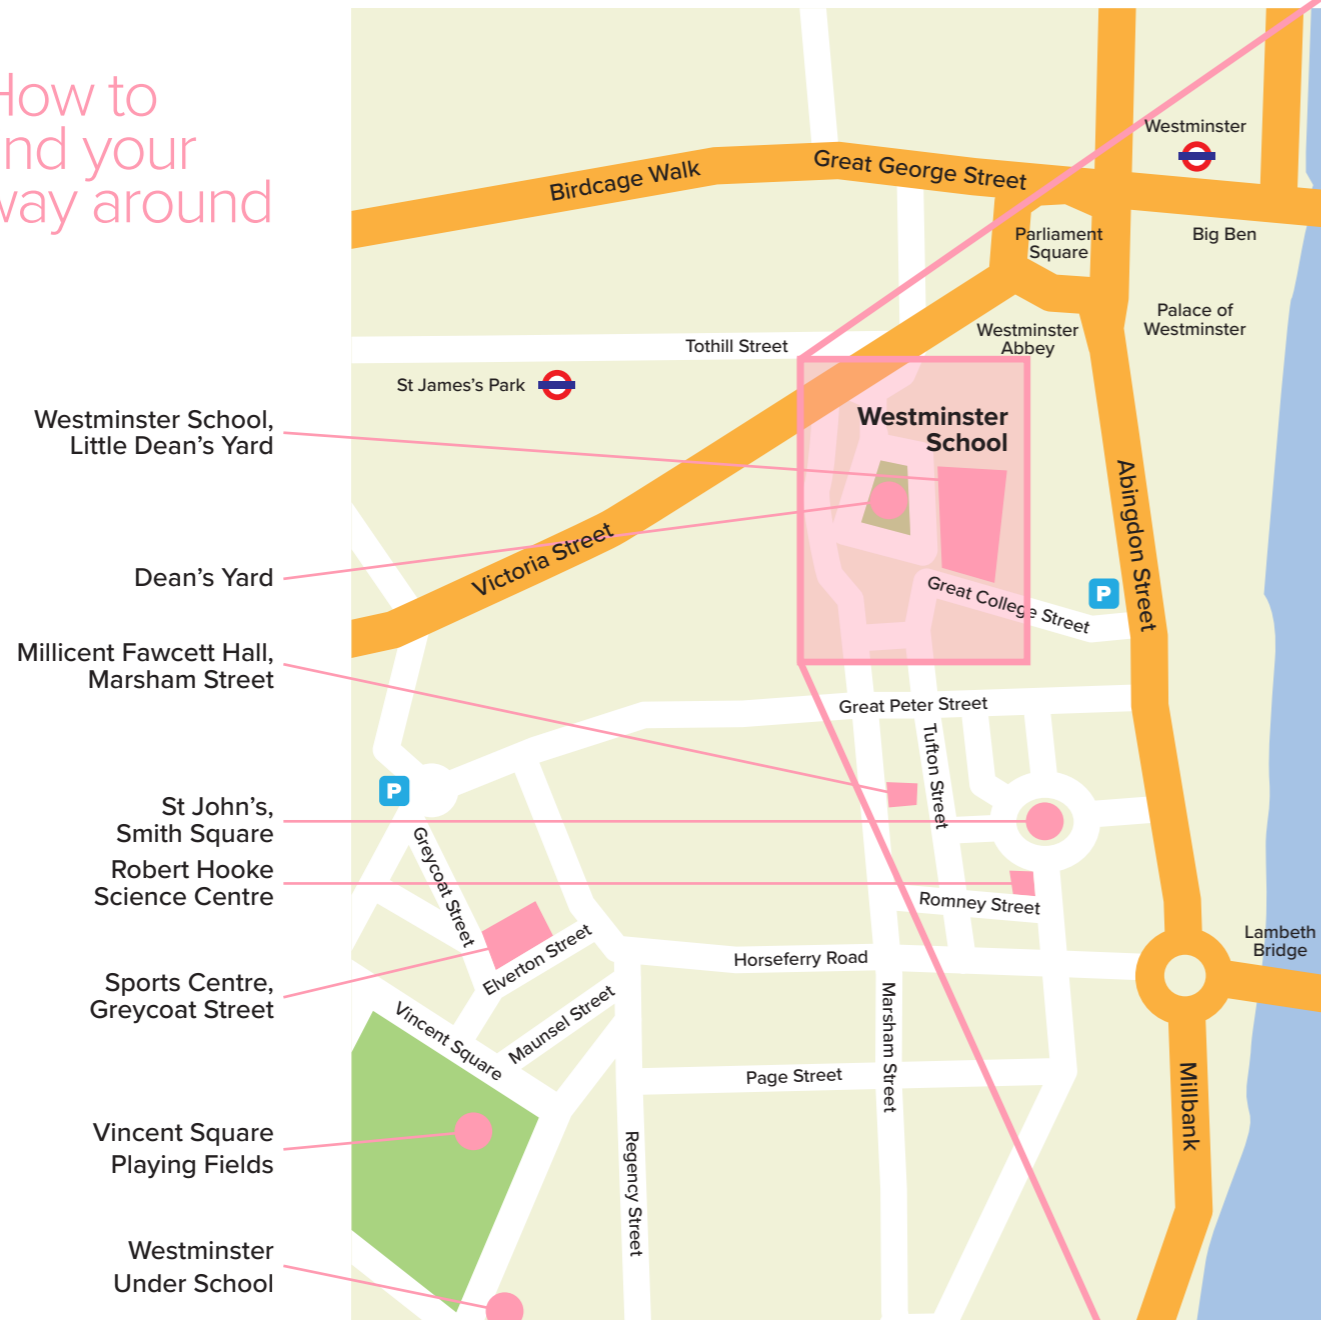 How to
nd your
way around
Westminster School,
Little Dean's Yard
Dean's Yard
Millicent Fawcett Hall,
Marsham Street
St John's,
Smith Square
Robert Hooke
Science Centre
Sports Centre,
Greycoat Street
Vincent Square
Playing Fields
Westminster
Under School
Westminster
Birdcage Walk
Great George Street
Parliament
Square
Big Ben
Palace of
Westminster
Westminster
Abbey
Tothill Street
St James's Park
Westminster
School
Victoria Street
Abingdon Street
Great College Street
P
Great Peter Street
Tufton Street
P
Greycoat Street
Romney Street
Elverton Street
Horseferry Road
Lambeth
Bridge
Vincent Square
Maunsel Street
Marsham Street
Page Street
Millbank
Regency Street